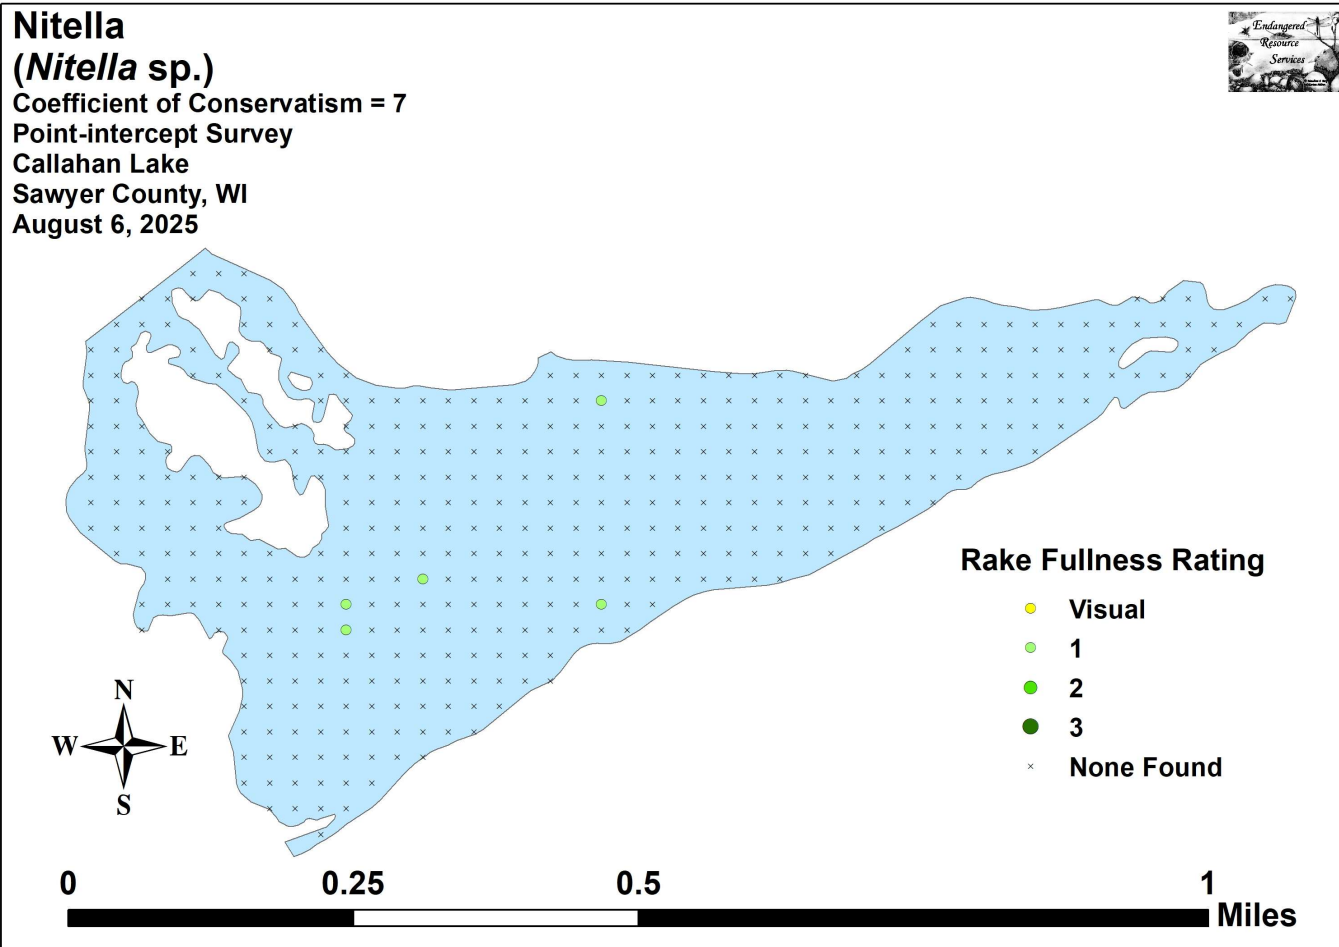 Nitella
(Nitella sp.)
Coefficient of Conservatism = 7
Point-intercept Survey
Callahan Lake
Sawyer County, WI
August 6, 2025
Endangered
Resource
Services
Rake Fullness Rating
Visual
1
2
3
None Found
N
W E
S
0 0.25 0.5 1
Miles